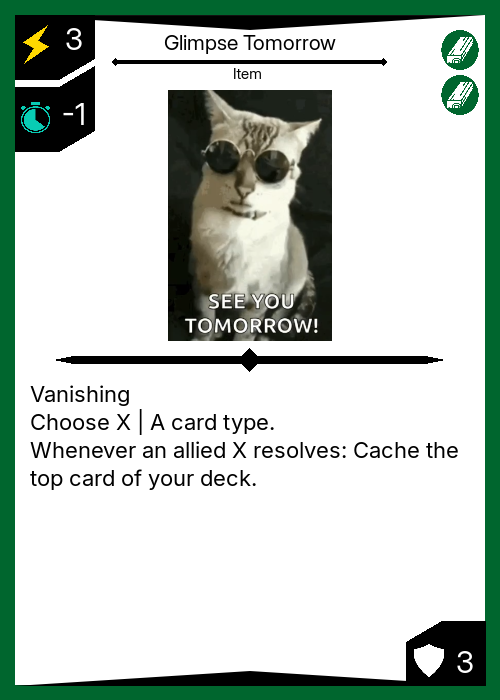 3
Glimpse Tomorrow
Item
-1
SEE YOU
TOMORROW!
Vanishing
Choose X | A card type.
Whenever an allied X resolves: Cache the
top card of your deck.
3